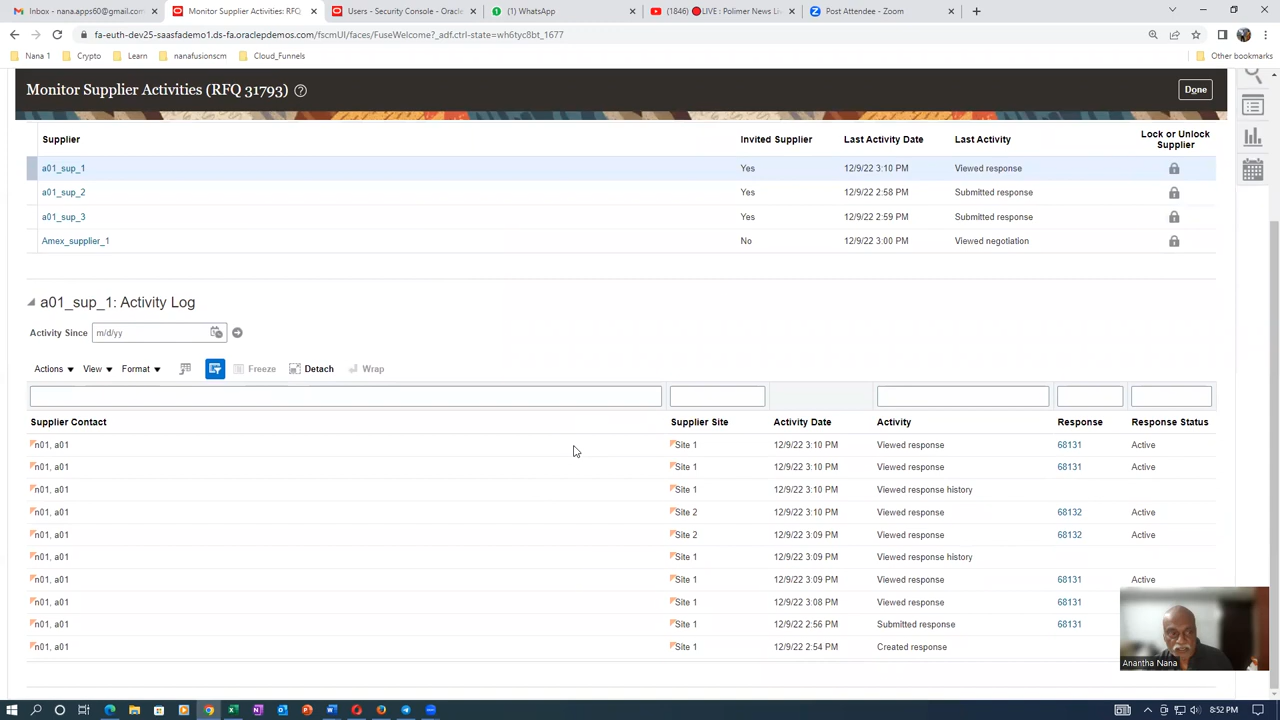 Inbox - nana.apps60@gmail.com
Monitor Supplier Activities: RFQ
Users - Security Console - Oracle
(1) WhatsApp
(1846) 🔴LIVE : Polimer News Liv
Post Attendee - Zoom
fa-euth-dev25-saasfademo1.ds-fa.oraclepdemos.com/fscmUI/faces/FuseWelcome?_adf.ctrl-state=wh6tyc8bt_1677
Nana 1 Crypto Learn nanafusionscm Cloud_Funnels Other bookmarks
Monitor Supplier Activities (RFQ 31793) ? Done
Supplier Invited Supplier Last Activity Date Last Activity Lock or Unlock Supplier
a01_sup_1 Yes 12/9/22 3:10 PM Viewed response
a01_sup_2 Yes 12/9/22 2:58 PM Submitted response
a01_sup_3 Yes 12/9/22 2:59 PM Submitted response
Amex_supplier_1 No 12/9/22 3:00 PM Viewed negotiation
a01_sup_1: Activity Log
Activity Since m/d/yy
Actions View Format Freeze Detach Wrap
Supplier Contact Supplier Site Activity Date Activity Response Response Status
n01, a01 Site 1 12/9/22 3:10 PM Viewed response 68131 Active
n01, a01 Site 1 12/9/22 3:10 PM Viewed response 68131 Active
n01, a01 Site 1 12/9/22 3:10 PM Viewed response history
n01, a01 Site 2 12/9/22 3:10 PM Viewed response 68132 Active
n01, a01 Site 2 12/9/22 3:09 PM Viewed response 68132 Active
n01, a01 Site 1 12/9/22 3:09 PM Viewed response history
n01, a01 Site 1 12/9/22 3:09 PM Viewed response 68131 Active
n01, a01 Site 1 12/9/22 3:08 PM Viewed response 68131
n01, a01 Site 1 12/9/22 2:56 PM Submitted response 68131
n01, a01 Site 1 12/9/22 2:54 PM Created response
Anantha Nana
8:52 PM